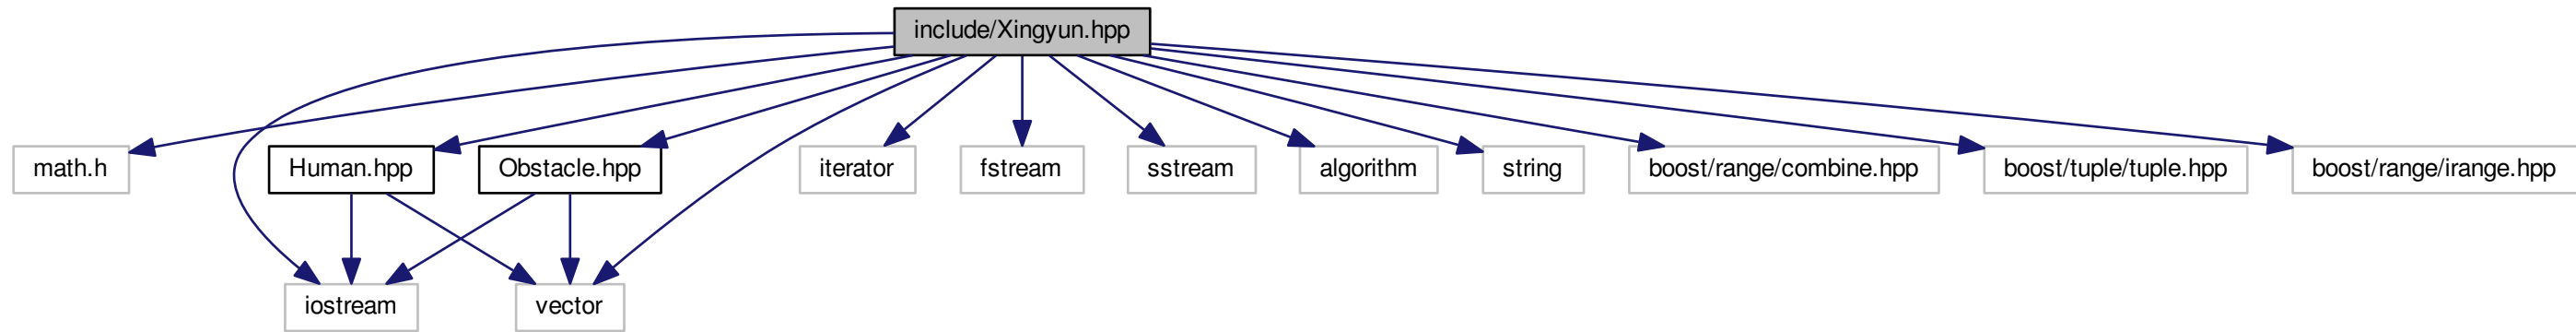 include/Xingyun.hpp
math.h
Human.hpp
Obstacle.hpp
iterator
fstream
sstream
algorithm
string
boost/range/combine.hpp
boost/tuple/tuple.hpp
boost/range/irange.hpp
iostream
vector